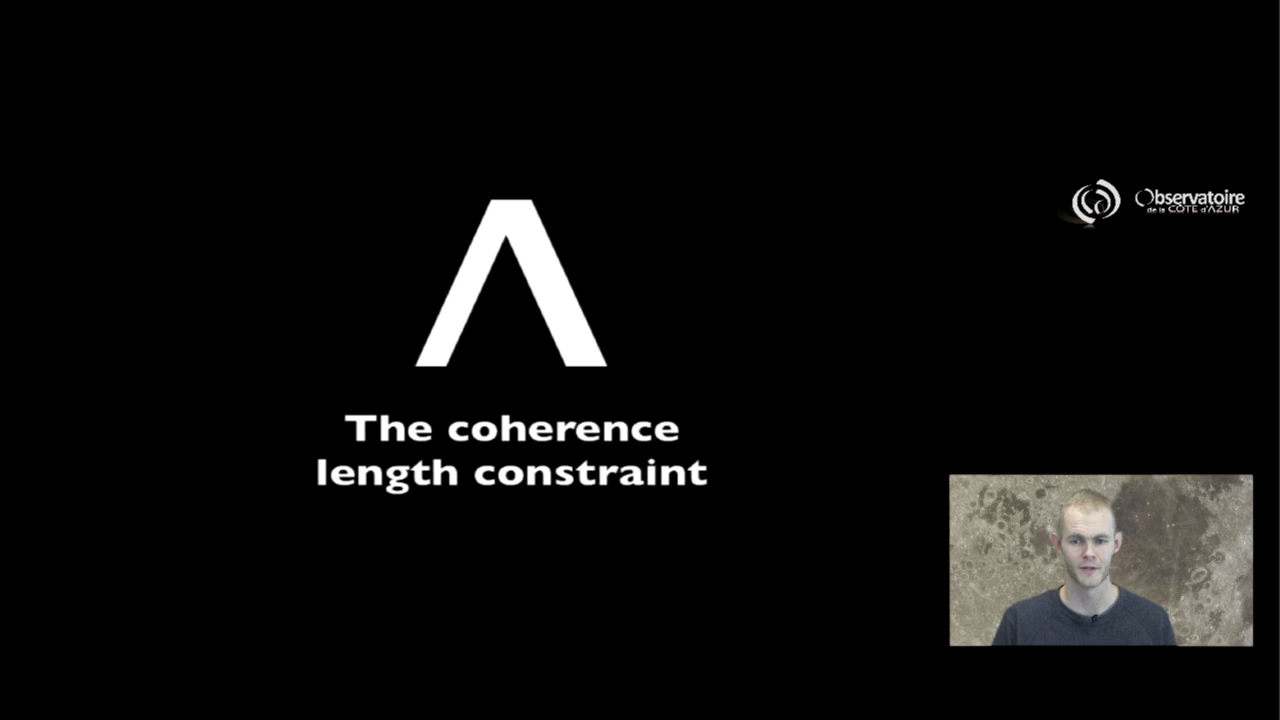 Λ
Observatoire
de la CÔTE d'AZUR
The coherence
length constraint